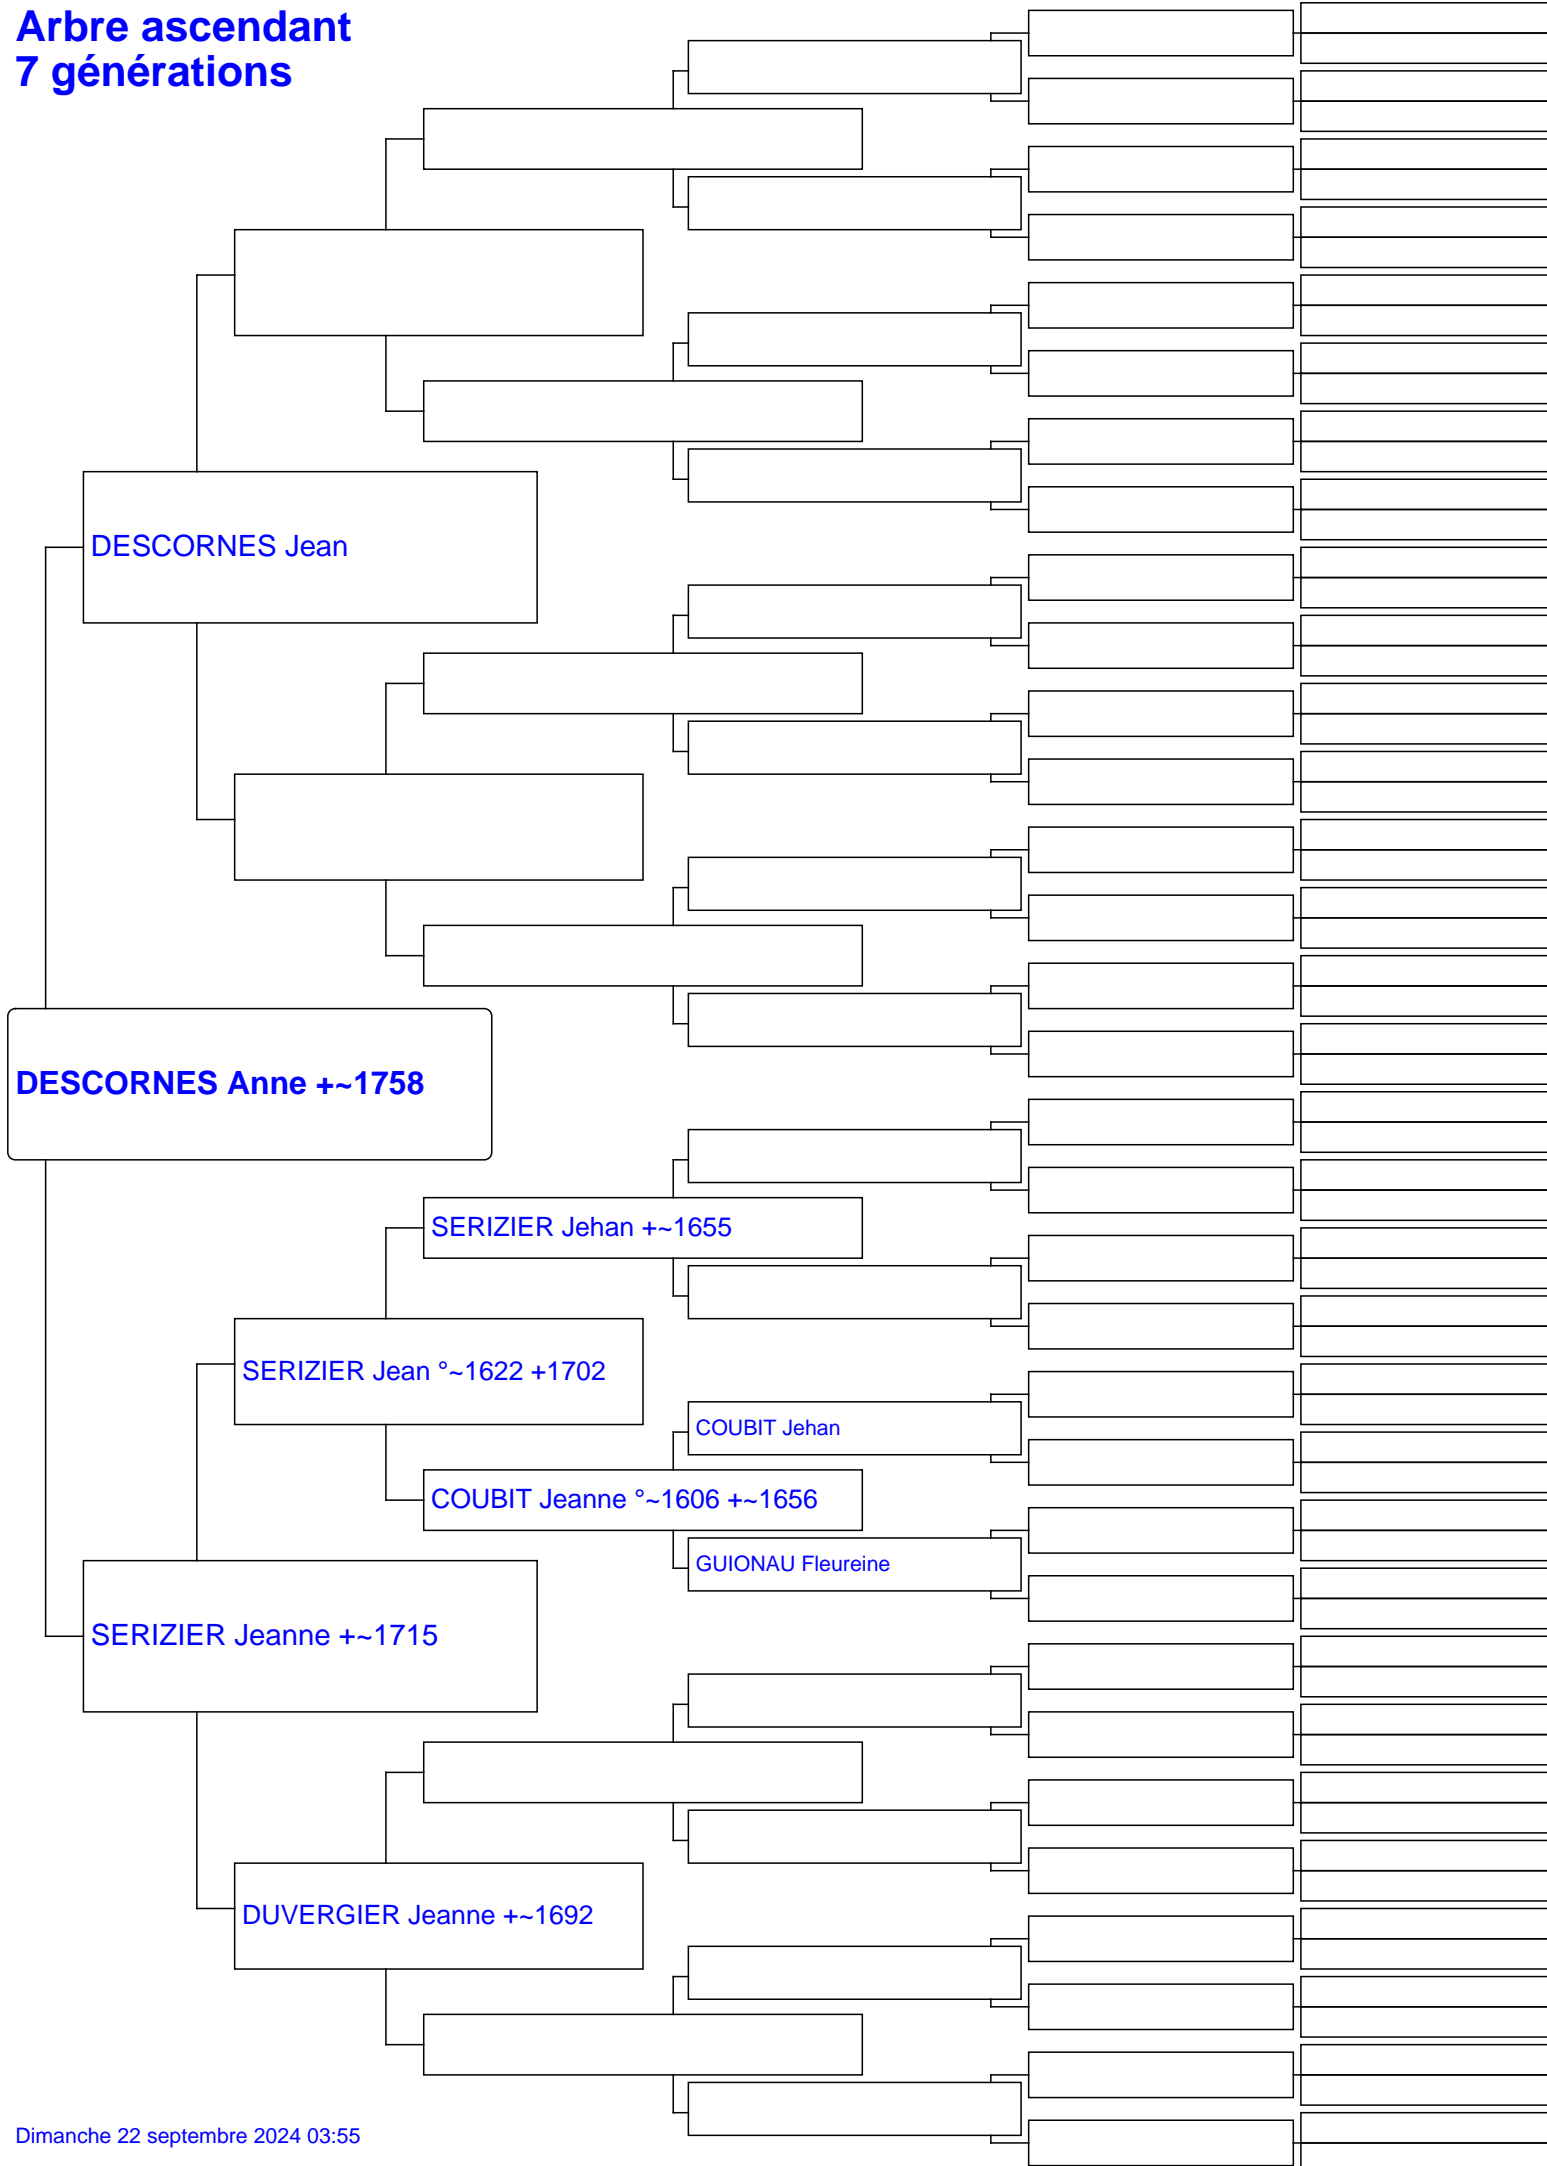 Arbre ascendant
7 générations
DESCORNES Jean
DESCORNES Anne +~1758
SERIZIER Jehan +~1655
SERIZIER Jean °~1622 +1702
COUBIT Jehan
COUBIT Jeanne °~1606 +~1656
GUIONAU Fleureine
SERIZIER Jeanne +~1715
DUVERGIER Jeanne +~1692
Dimanche 22 septembre 2024 03:55